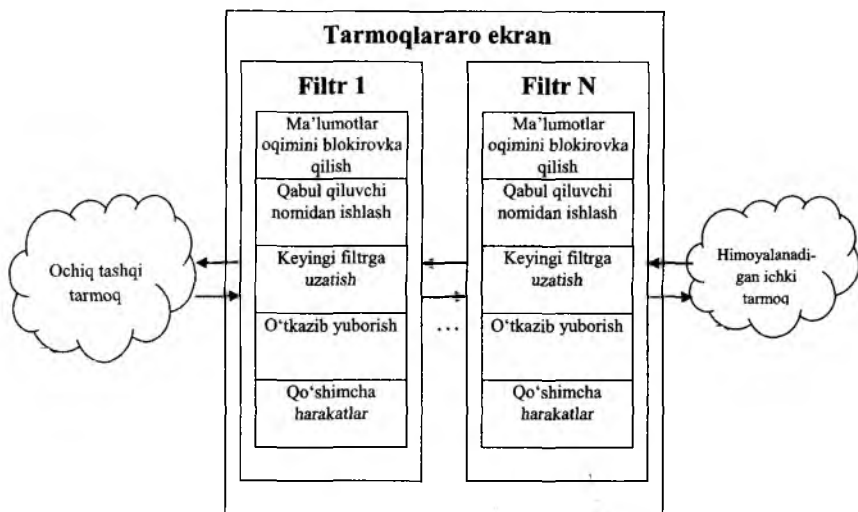 Tarmoqlararo ekran
Filtr 1
Ma’lumotlar
oqimini blokirovka
qilish
Qabul qiluvchi
nomidan ishlash
Keyingi filtrga
uzatish
O‘tkazib yuborish
Qo‘shimcha
harakatlar
Filtr N
Ma’lumotlar
oqimini blokirovka
qilish
Qabul qiluvchi
nomidan ishlash
Keyingi filtrga
uzatish
O‘tkazib yuborish
Qo‘shimcha
harakatlar
Ochiq tashqi
tarmoq
...
Himoyalanadi-
gan ichki
tarmoq